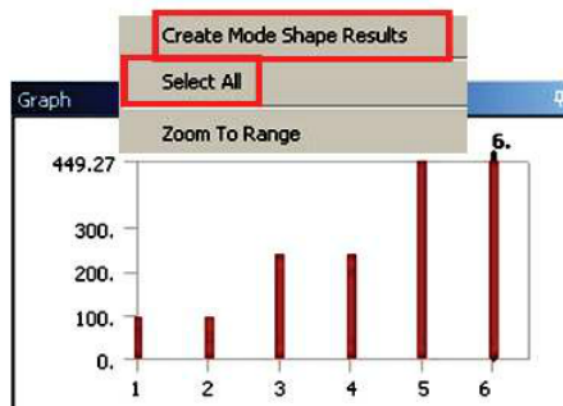 Create Mode Shape Results
Select All
Graph
Zoom To Range
6.
449.27
300.
200.
100.
0.
1 2 3 4 5 6